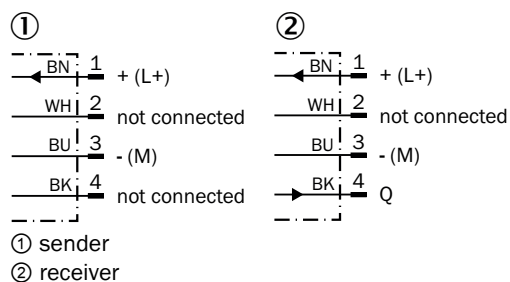 ① ②
BN 1 + (L+) BN 1 + (L+)
WH 2 not connected WH 2 not connected
BU 3 - (M) BU 3 - (M)
BK 4 not connected BK 4 Q
① sender
② receiver